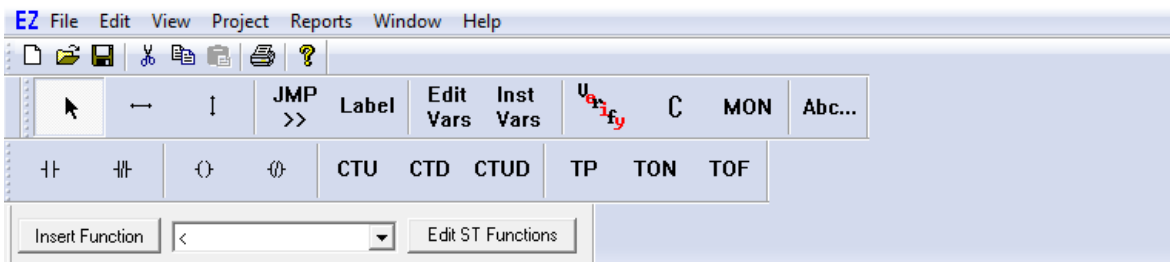 EZ File Edit View Project Reports Window Help
JMP >> Label Edit Vars Inst Vars Verify C MON Abc...
CTU CTD CTUD TP TON TOF
Insert Function < Edit ST Functions